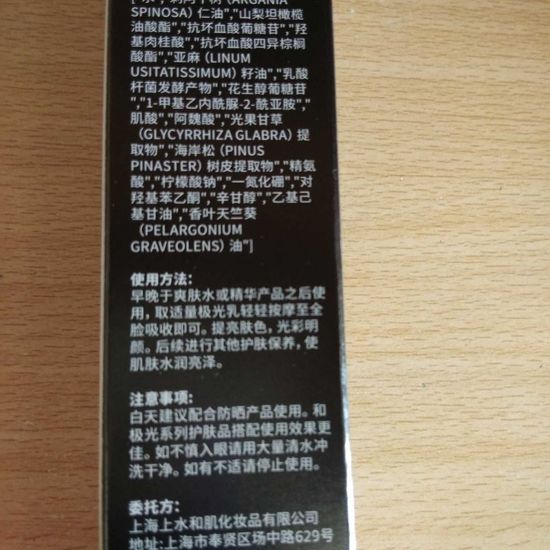 SPINOSA）仁油","山梨坦橄榄
油酸酯","抗坏血酸葡糖苷","羟
基肉桂酸","抗坏血酸四异棕榈
酸酯","亚麻（LINUM
USITATISSIMUM）籽油","乳酸
杆菌发酵产物","花生醇葡糖苷
","1-甲基乙内酰脲-2-酰亚胺","
肌酸","阿魏酸","光果甘草
（GLYCYRRHIZA GLABRA）提
取物","海岸松（PINUS
PINASTER）树皮提取物","精氨
酸","柠檬酸钠","一氮化硼","对
羟基苯乙酮","辛甘醇","乙基己
基甘油","香叶天竺葵
（PELARGONIUM
GRAVEOLENS）油"]
使用方法：
早晚于爽肤水或精华产品之后使
用，取适量极光乳轻轻按摩至全
脸吸收即可。提亮肤色，光彩明
颜。后续进行其他护肤保养，使
肌肤水润亮泽。
注意事项：
白天建议配合防晒产品使用。和
极光系列护肤品搭配使用效果更
佳。如不慎入眼请用大量清水冲
洗干净。如有不适请停止使用。
委托方：
上海上水和肌化妆品有限公司
地址：上海市奉贤区场中路629号